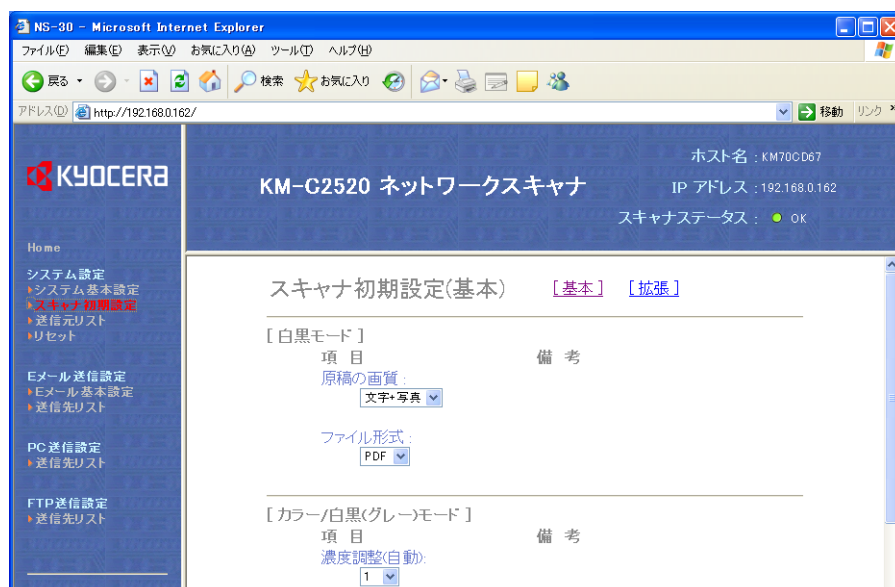 NS-30 - Microsoft Internet Explorer
ファイル(F) 編集(E) 表示(V) お気に入り(A) ツール(T) ヘルプ(H)
戻る 検索 お気に入り
アドレス(D) http://192.168.0.162/ 移動 リンク »
KYOCERA
KM-C2520 ネットワークスキャナ
ホスト名 : KM70CD67
IP アドレス : 192.168.0.162
スキャナステータス : OK
Home
システム設定
システム基本設定
スキャナ初期設定
送信元リスト
リセット
Eメール送信設定
Eメール基本設定
送信先リスト
PC送信設定
送信先リスト
FTP送信設定
送信先リスト
スキャナ初期設定(基本) [基本] [拡張]
[ 白黒モード ]
項 目 備 考
原稿の画質 :
文字+写真
ファイル形式 :
PDF
[ カラー/白黒(グレー)モード ]
項 目 備 考
濃度調整(自動):
1